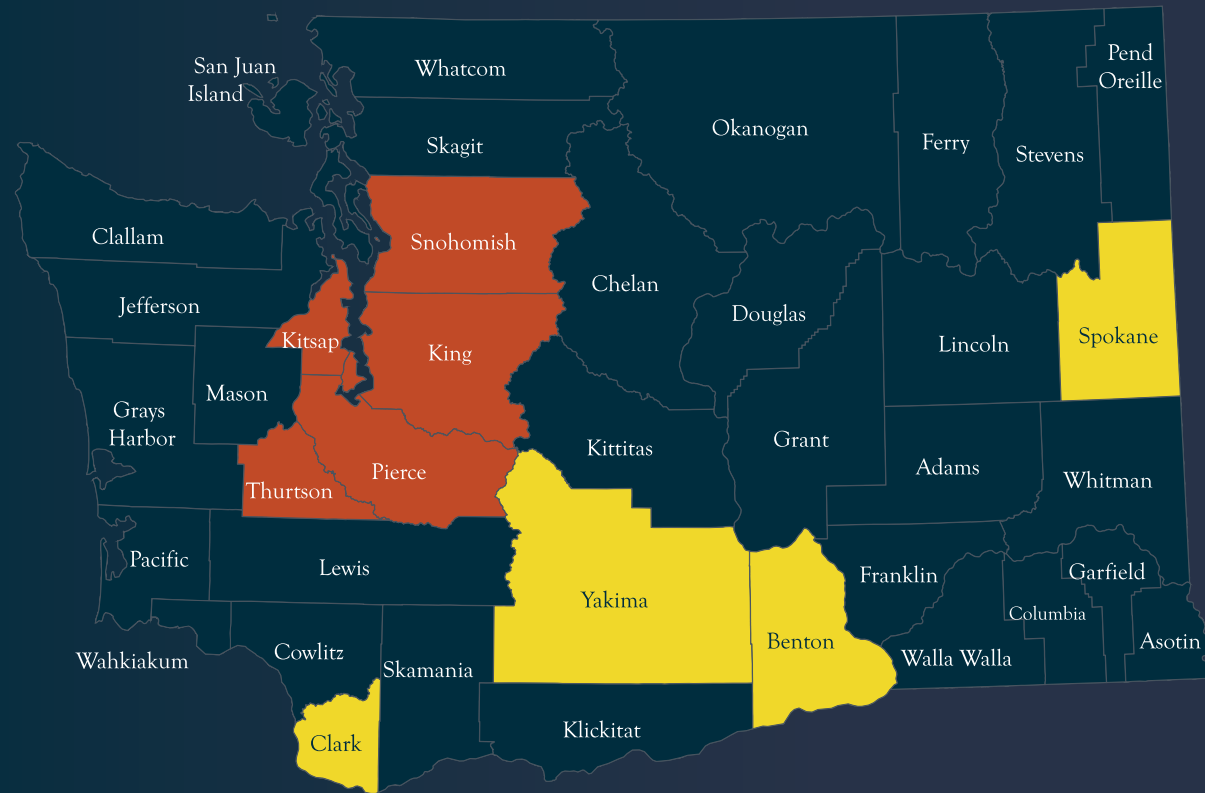 San Juan
Island
Whatcom
Pend
Oreille
Okanogan
Ferry
Stevens
Skagit
Clallam
Snohomish
Chelan
Jefferson
Douglas
Kitsap
King
Lincoln
Spokane
Mason
Grays
Harbor
Kittitas
Grant
Adams
Whitman
Pierce
Thurtson
Pacific
Lewis
Yakima
Franklin
Garfield
Columbia
Benton
Asotin
Wahkiakum
Cowlitz
Skamania
Walla Walla
Clark
Klickitat